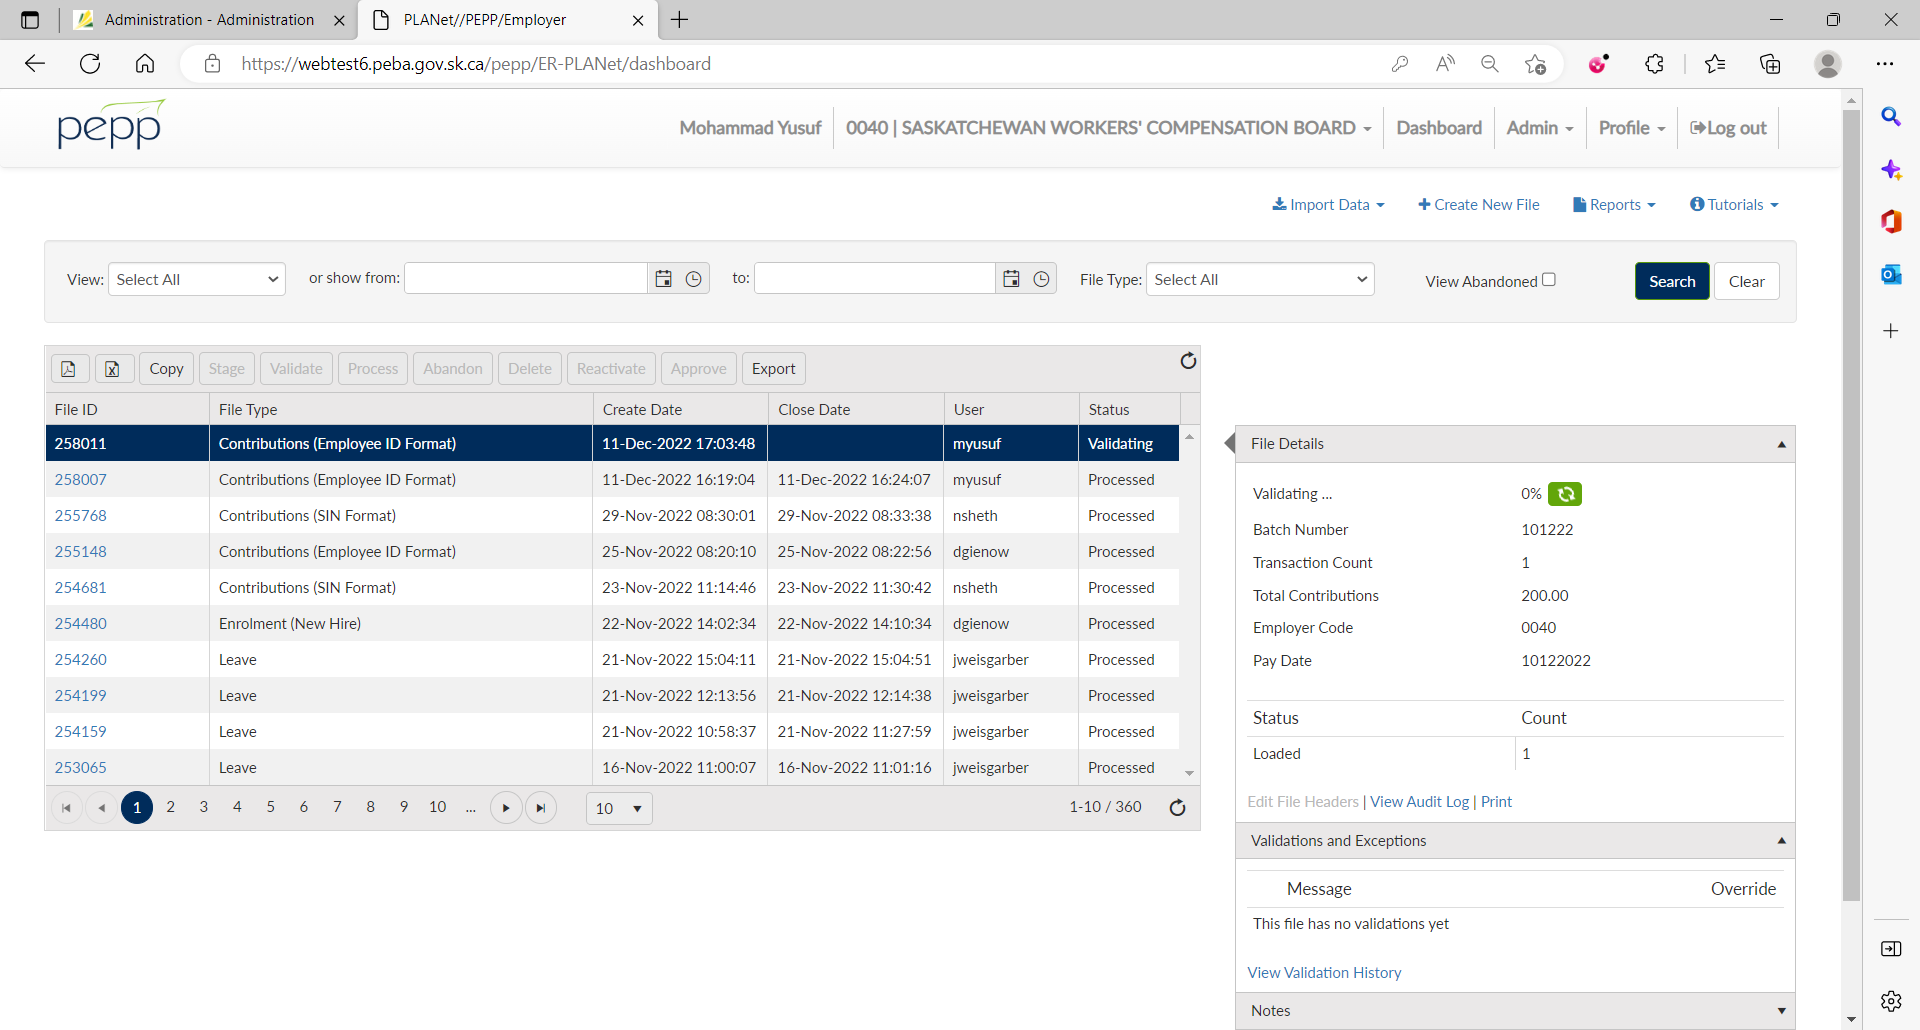 Administration - Administration
PLANet//PEPP/Employer
https://webtest6.peba.gov.sk.ca/pepp/ER-PLANet/dashboard
pepp
Mohammad Yusuf
0040 | SASKATCHEWAN WORKERS' COMPENSATION BOARD
Dashboard
Admin
Profile
Log out
Import Data
Create New File
Reports
Tutorials
View: Select All or show from: to: File Type: Select All View Abandoned Search Clear
Copy Stage Validate Process Abandon Delete Reactivate Approve Export
File ID File Type Create Date Close Date User Status
258011 Contributions (Employee ID Format) 11-Dec-2022 17:03:48 myusuf Validating
258007 Contributions (Employee ID Format) 11-Dec-2022 16:19:04 11-Dec-2022 16:24:07 myusuf Processed
255768 Contributions (SIN Format) 29-Nov-2022 08:30:01 29-Nov-2022 08:33:38 nsheth Processed
255148 Contributions (Employee ID Format) 25-Nov-2022 08:20:10 25-Nov-2022 08:22:56 dgienow Processed
254681 Contributions (SIN Format) 23-Nov-2022 11:14:46 23-Nov-2022 11:30:42 nsheth Processed
254480 Enrolment (New Hire) 22-Nov-2022 14:02:34 22-Nov-2022 14:10:34 dgienow Processed
254260 Leave 21-Nov-2022 15:04:11 21-Nov-2022 15:04:51 jweisgarber Processed
254199 Leave 21-Nov-2022 12:13:56 21-Nov-2022 12:14:38 jweisgarber Processed
254159 Leave 21-Nov-2022 10:58:37 21-Nov-2022 11:27:59 jweisgarber Processed
253065 Leave 16-Nov-2022 11:00:07 16-Nov-2022 11:01:16 jweisgarber Processed
1 2 3 4 5 6 7 8 9 10 ... 10 1-10 / 360
File Details
Validating ... 0%
Batch Number 101222
Transaction Count 1
Total Contributions 200.00
Employer Code 0040
Pay Date 10122022
Status Count
Loaded 1
Edit File Headers | View Audit Log | Print
Validations and Exceptions
Message Override
This file has no validations yet
View Validation History
Notes